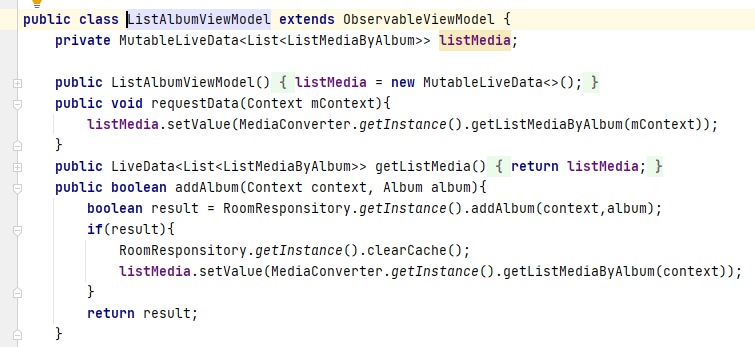 public class ListAlbumViewModel extends ObservableViewModel {
    private MutableLiveData<List<ListMediaByAlbum>> listMedia;
    public ListAlbumViewModel() { listMedia = new MutableLiveData<>(); }
    public void requestData(Context mContext){
        listMedia.setValue(MediaConverter.getInstance().getListMediaByAlbum(mContext));
    }
    public LiveData<List<ListMediaByAlbum>> getListMedia() { return listMedia; }
    public boolean addAlbum(Context context, Album album){
        boolean result = RoomResponsitory.getInstance().addAlbum(context,album);
        if(result){
            RoomResponsitory.getInstance().clearCache();
            listMedia.setValue(MediaConverter.getInstance().getListMediaByAlbum(context));
        }
        return result;
    }